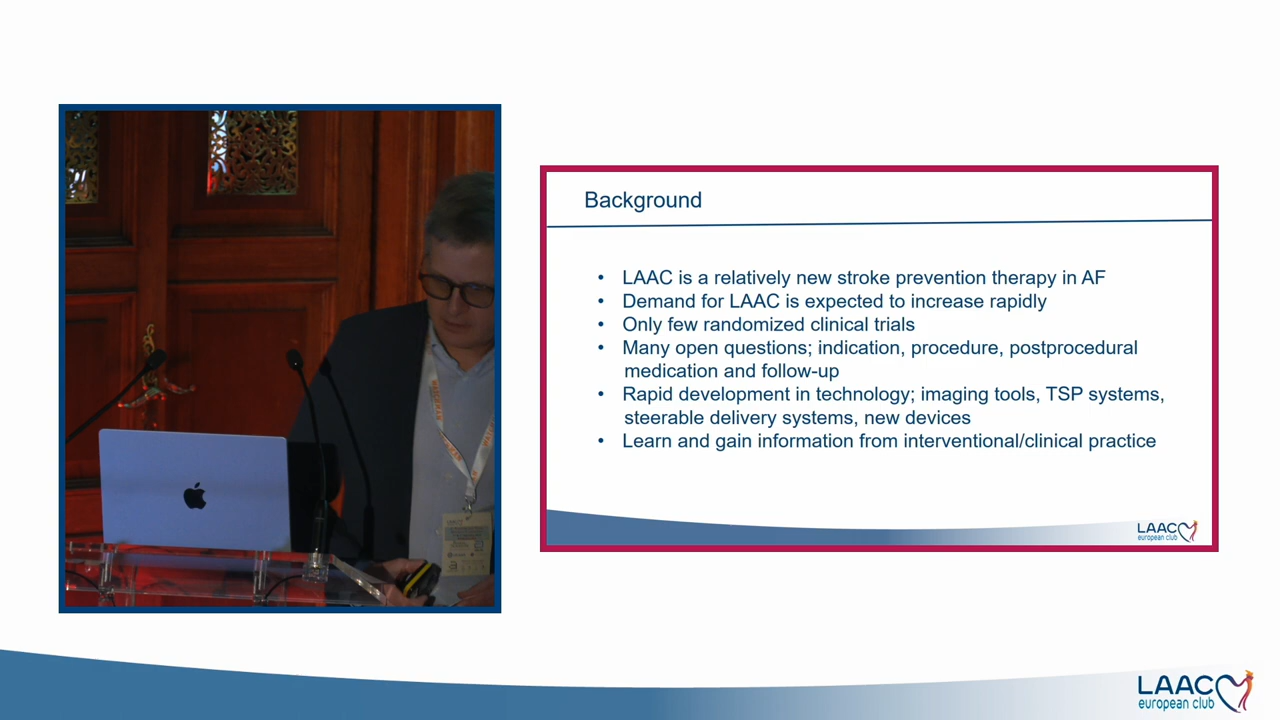 Background
• LAAC is a relatively new stroke prevention therapy in AF
• Demand for LAAC is expected to increase rapidly
• Only few randomized clinical trials
• Many open questions; indication, procedure, postprocedural
medication and follow-up
• Rapid development in technology; imaging tools, TSP systems,
steerable delivery systems, new devices
• Learn and gain information from interventional/clinical practice
LAAC
european club
LAAC
european club